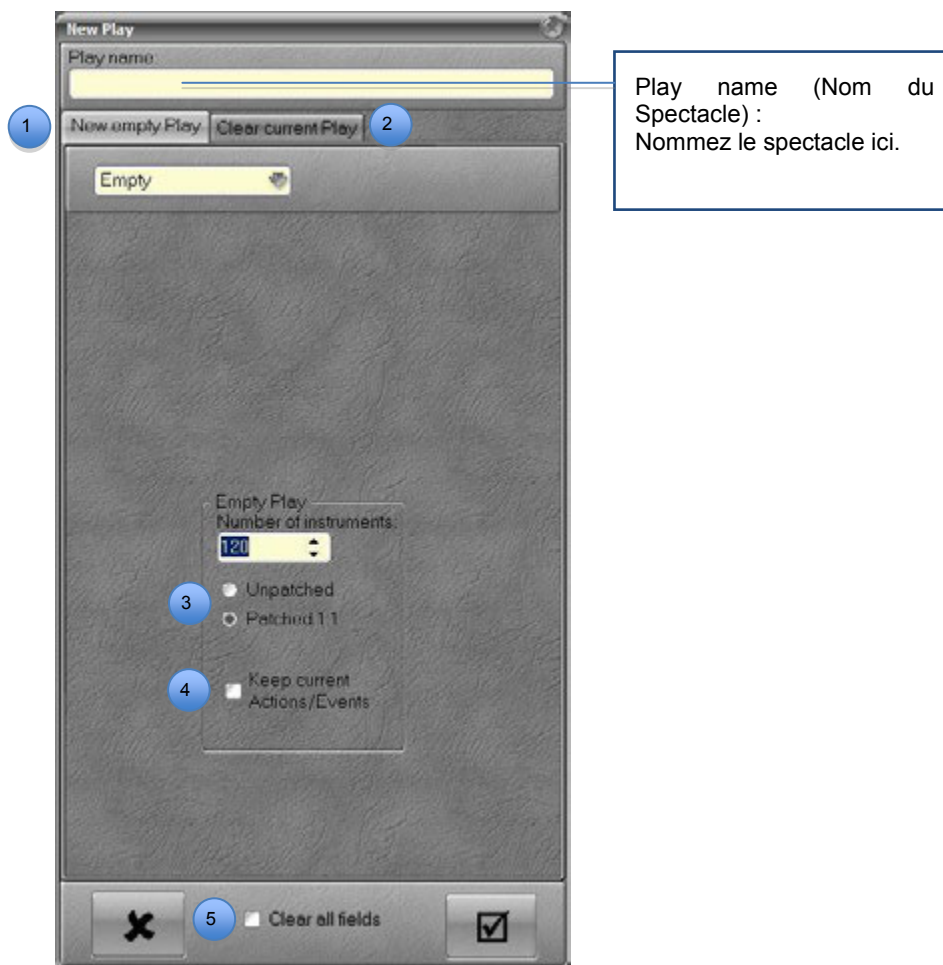 New Play
Play name:
Play name (Nom du
Spectacle) :
Nommez le spectacle ici.
1
New empty Play
Clear current Play
2
Empty
Empty Play
Number of instruments:
120
3
Unpatched
Patched 1:1
4
Keep current
Actions/Events
5
Clear all fields